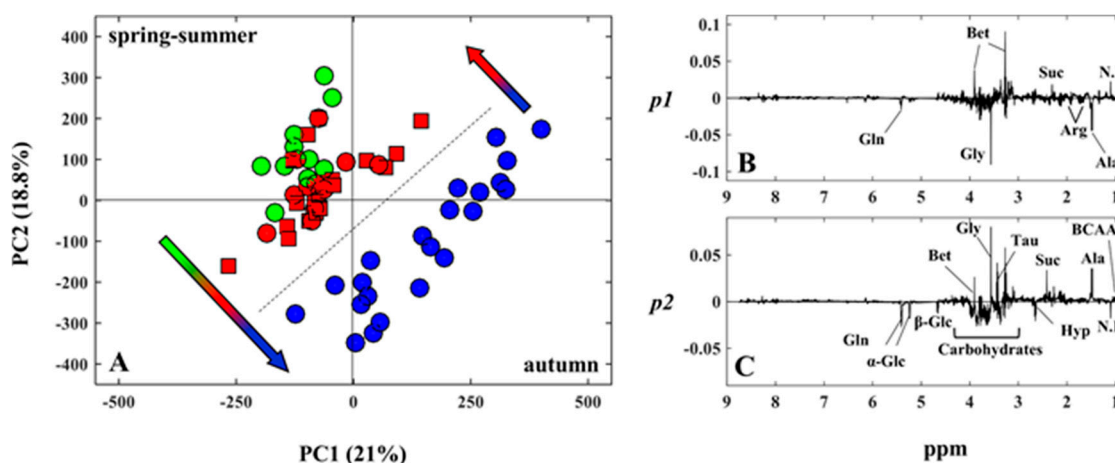 spring-summer
PC2 (18.8%)
400
300
200
100
0
-100
-200
-300
-400
A
autumn
-500 -250 0 250 500
PC1 (21%)
p1
0.1
0.05
0
-0.05
-0.1
Bet
Suc
N.
Gln
Gly
Arg
Ala
B
9 8 7 6 5 4 3 2 1
p2
0.05
0
-0.05
Gly
Tau
BCAA
Bet
Suc
Ala
Gln
α-Glc
β-Glc
Carbohydrates
Hyp
N.
C
9 8 7 6 5 4 3 2 1
ppm